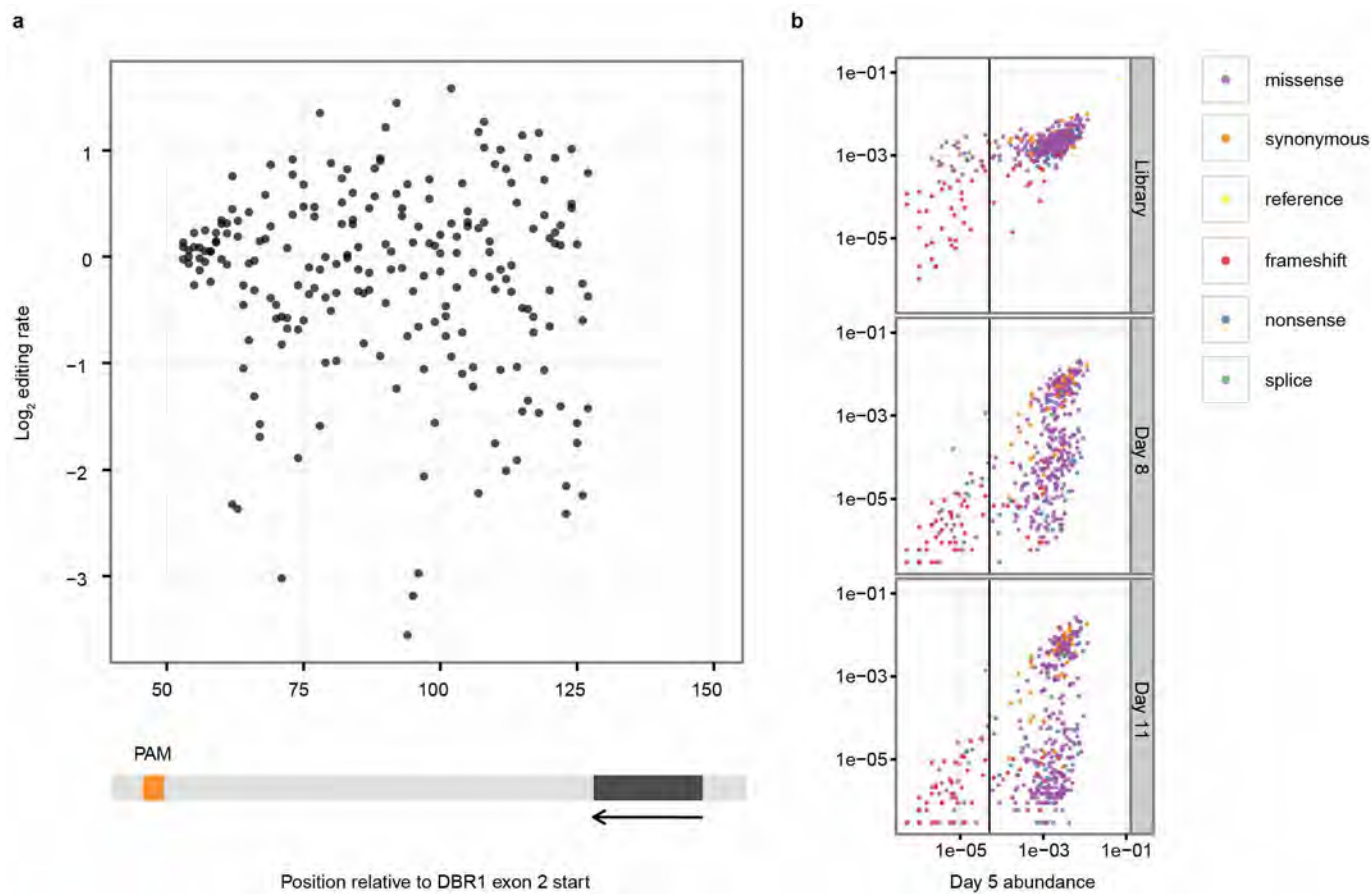 a
b
Log2 editing rate
1
0
−1
−2
−3
50
75
100
125
150
PAM
Position relative to DBR1 exon 2 start
1e−01
1e−03
1e−05
Library
1e−01
1e−03
1e−05
Day 8
1e−01
1e−03
1e−05
Day 11
1e−05
1e−03
1e−01
Day 5 abundance
missense
synonymous
reference
frameshift
nonsense
splice